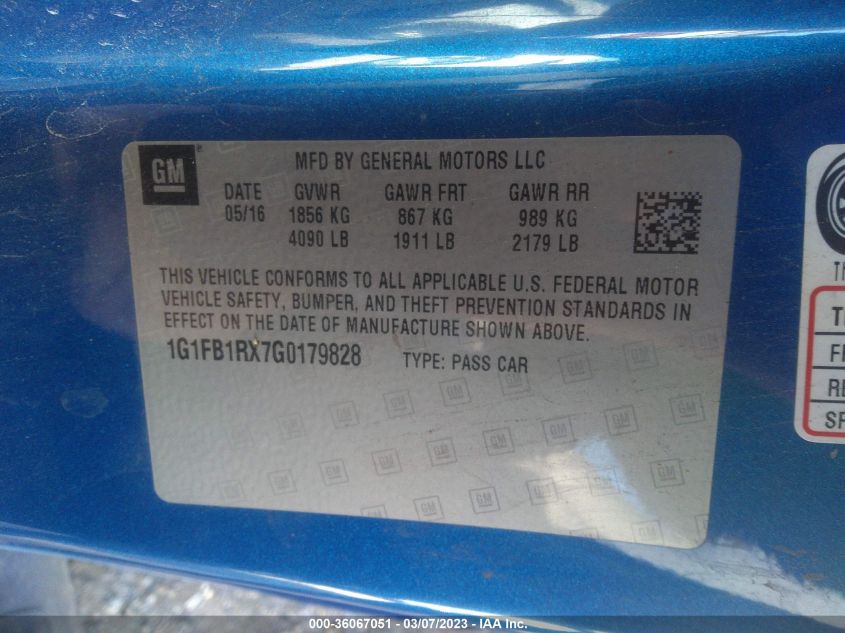 GM
MFD BY GENERAL MOTORS LLC
DATE GVWR GAWR FRT GAWR RR
05/16 1856 KG 867 KG 989 KG
4090 LB 1911 LB 2179 LB
THIS VEHICLE CONFORMS TO ALL APPLICABLE U.S. FEDERAL MOTOR
VEHICLE SAFETY, BUMPER, AND THEFT PREVENTION STANDARDS IN
EFFECT ON THE DATE OF MANUFACTURE SHOWN ABOVE.
1G1FB1RX7G0179828 TYPE: PASS CAR
000-36067051 - 03/07/2023 - IAA Inc.